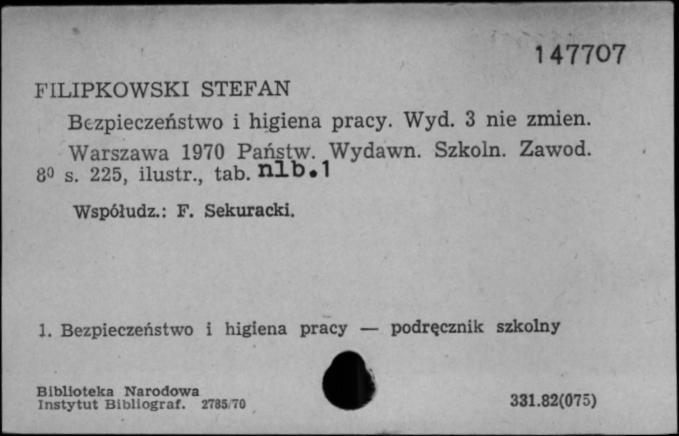 147707
FILIPKOWSKI STEFAN
Bezpieczeństwo i higiena pracy. Wyd. 3 nie zmien.
Warszawa 1970 Państw. Wydawn. Szkoln. Zawod.
8⁰ s. 225, ilustr., tab. nlb.1
Współudz.: F. Sekuracki.
1. Bezpieczeństwo i higiena pracy — podręcznik szkolny
Biblioteka Narodowa
Instytut Bibliograf. 2785/70
331.82(075)